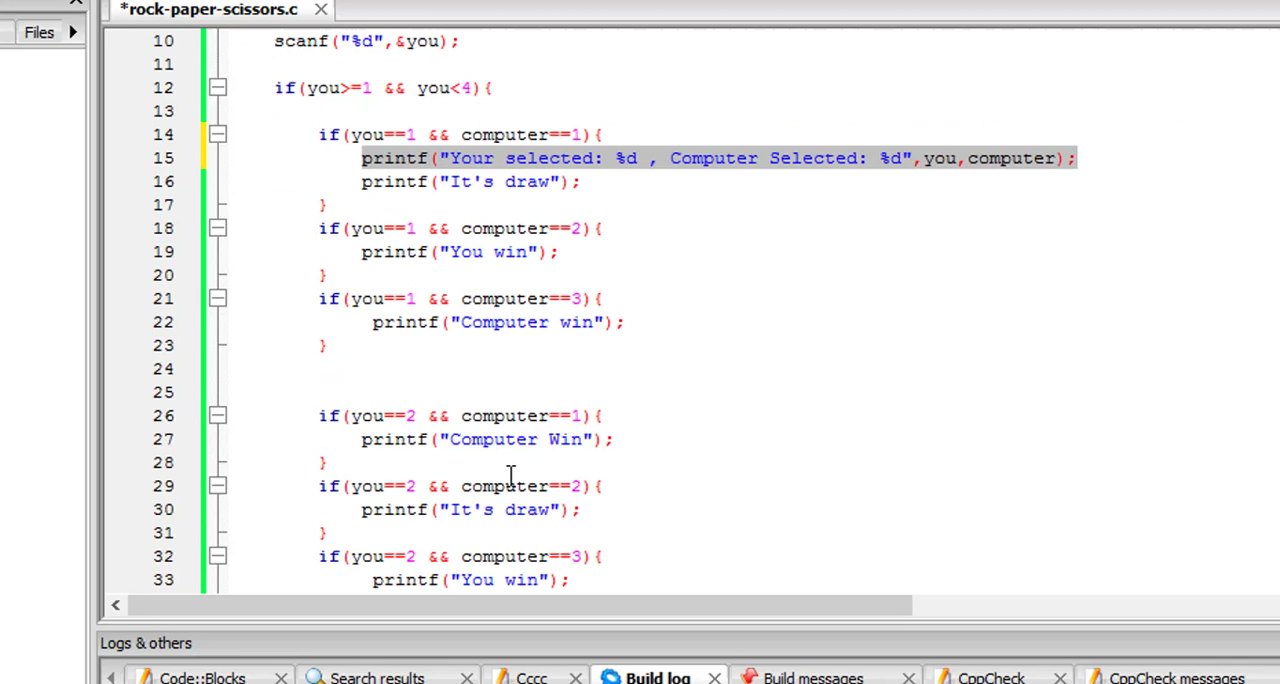 *rock-paper-scissors.c
Files
10 scanf("%d",&you);
11
12 if(you>=1 && you<4){
13
14 if(you==1 && computer==1){
15 printf("Your selected: %d , Computer Selected: %d",you,computer);
16 printf("It's draw");
17 }
18 if(you==1 && computer==2){
19 printf("You win");
20 }
21 if(you==1 && computer==3){
22 printf("Computer win");
23 }
24
25
26 if(you==2 && computer==1){
27 printf("Computer Win");
28 }
29 if(you==2 && computer==2){
30 printf("It's draw");
31 }
32 if(you==2 && computer==3){
33 printf("You win");
Logs & others
Code::Blocks Search results Cccc Build log Build messages CppCheck CppCheck messages